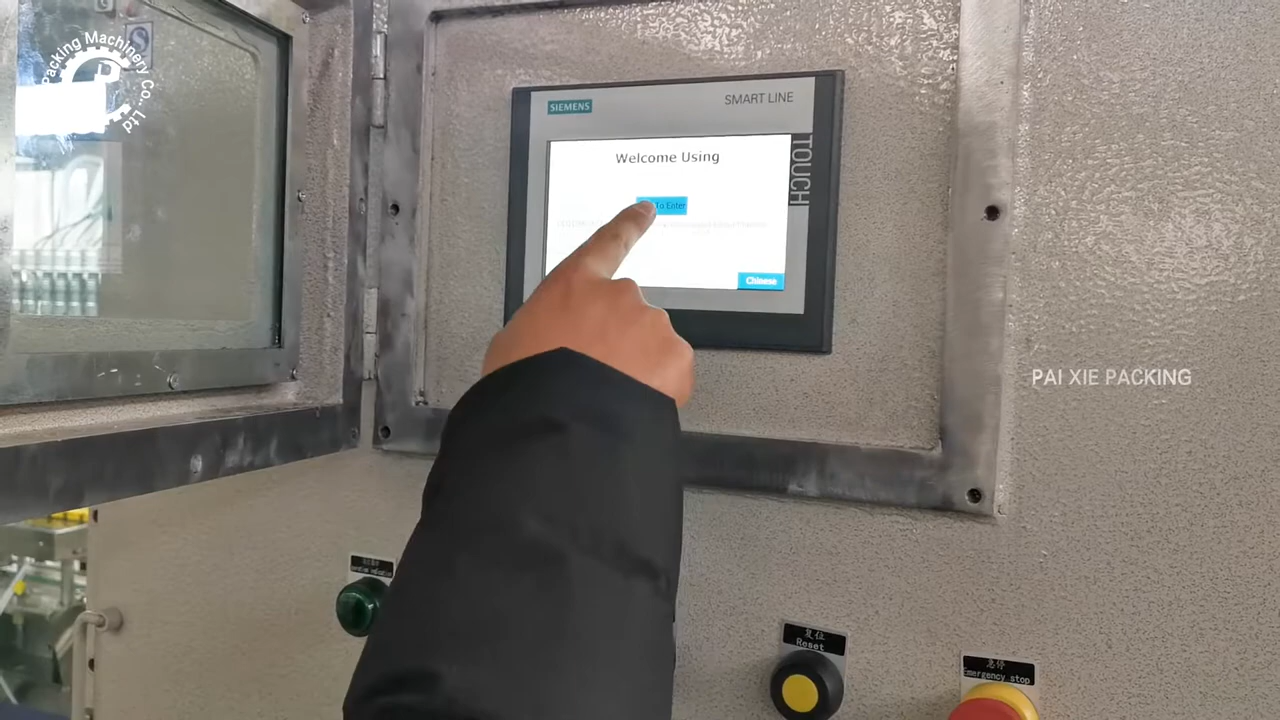 Packing Machinery Co., Ltd
SIEMENS
SMART LINE
TOUCH
Welcome Using
To Enter
Chinese
PAI XIE PACKING
复位
Reset
急停
Emergency stop